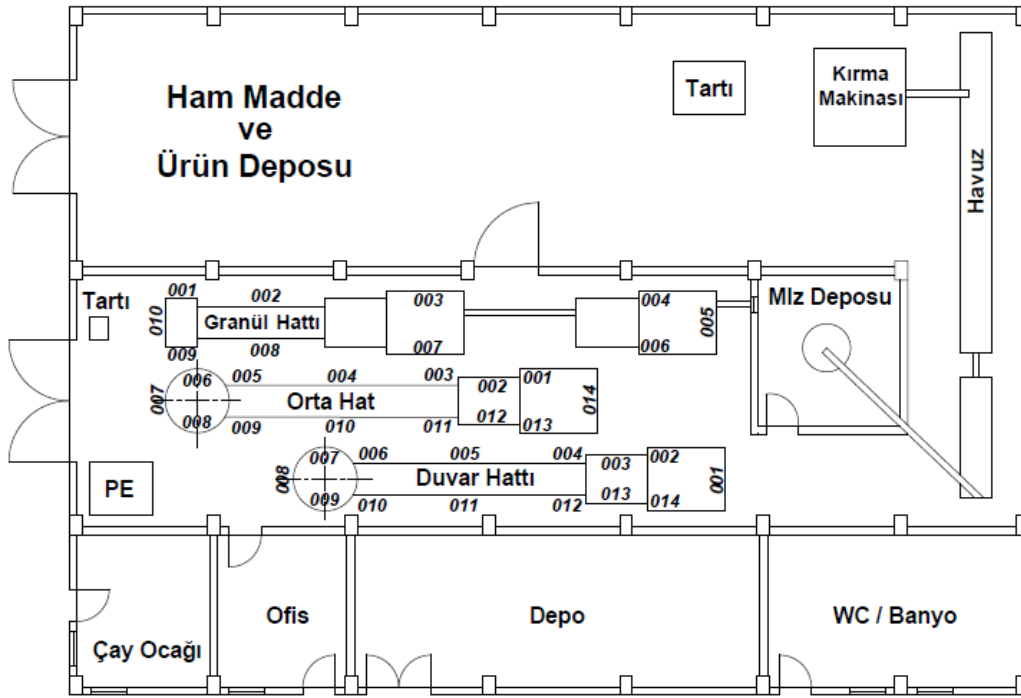 Ham Madde
ve
Ürün Deposu
Tartı
Kırma
Makinası
Havuz
Tartı
001
002
003
004
010
Granül Hattı
005
Mlz Deposu
009
008
007
006
006
005
004
003
002
001
007
Orta Hat
014
008
009
010
011
012
013
007
006
005
004
003
002
008
Duvar Hattı
001
009
010
011
012
013
014
PE
Çay Ocağı
Ofis
Depo
WC / Banyo